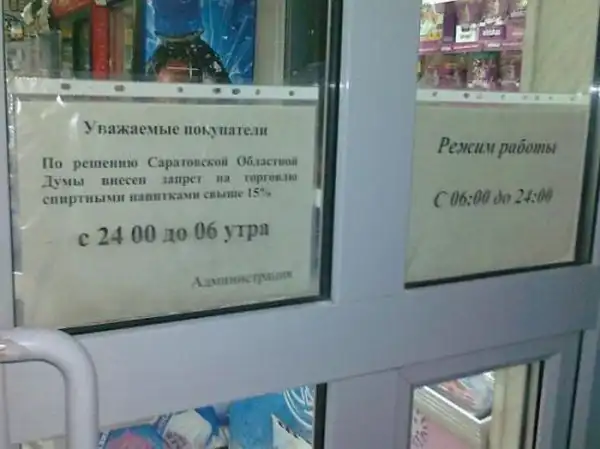 Уважаемые покупатели
По решению Саратовской Областной
Думы внесен запрет на торговлю
спиртными напитками свыше 15%
с 24 00 до 06 утра
Администрация
Режим работы
С 06:00 до 24:00